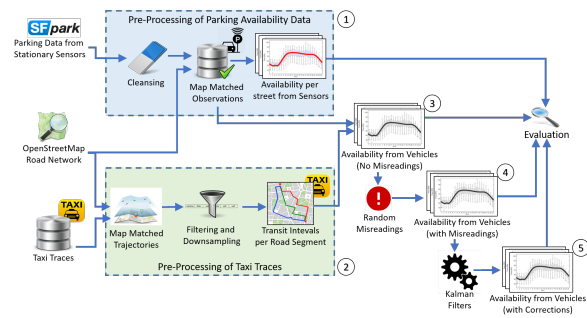 Pre-Processing of Parking Availability Data
1
SFpark
Parking Data from
Stationary Sensors
P
Cleansing
Map Matched
Observations
Availability per
street from Sensors
3
Evaluation
OpenStreetMap
Road Network
Availability from Vehicles
(No Misreadings)
TAXI
4
TAXI
Random
Misreadings
Availability from Vehicles
(with Misreadings)
Taxi Traces
Map Matched
Trajectories
Filtering and
Downsampling
Transit Intevals
per Road Segment
5
Pre-Processing of Taxi Traces
2
Kalman
Filters
Availability from Vehicles
(with Corrections)